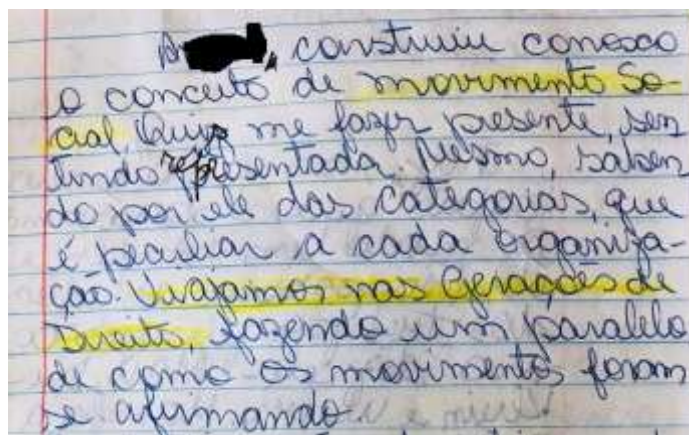 , construiu conosco
o conceito de movimento So-
cial. Quis me fazer presente, sen
tindo representada. Mesmo, saben
do por ele das categorias, que
é peculiar a cada organiza-
ção. Viajamos nas Gerações de
Direito, fazendo um paralelo
de como os movimentos foram
se afirmando.